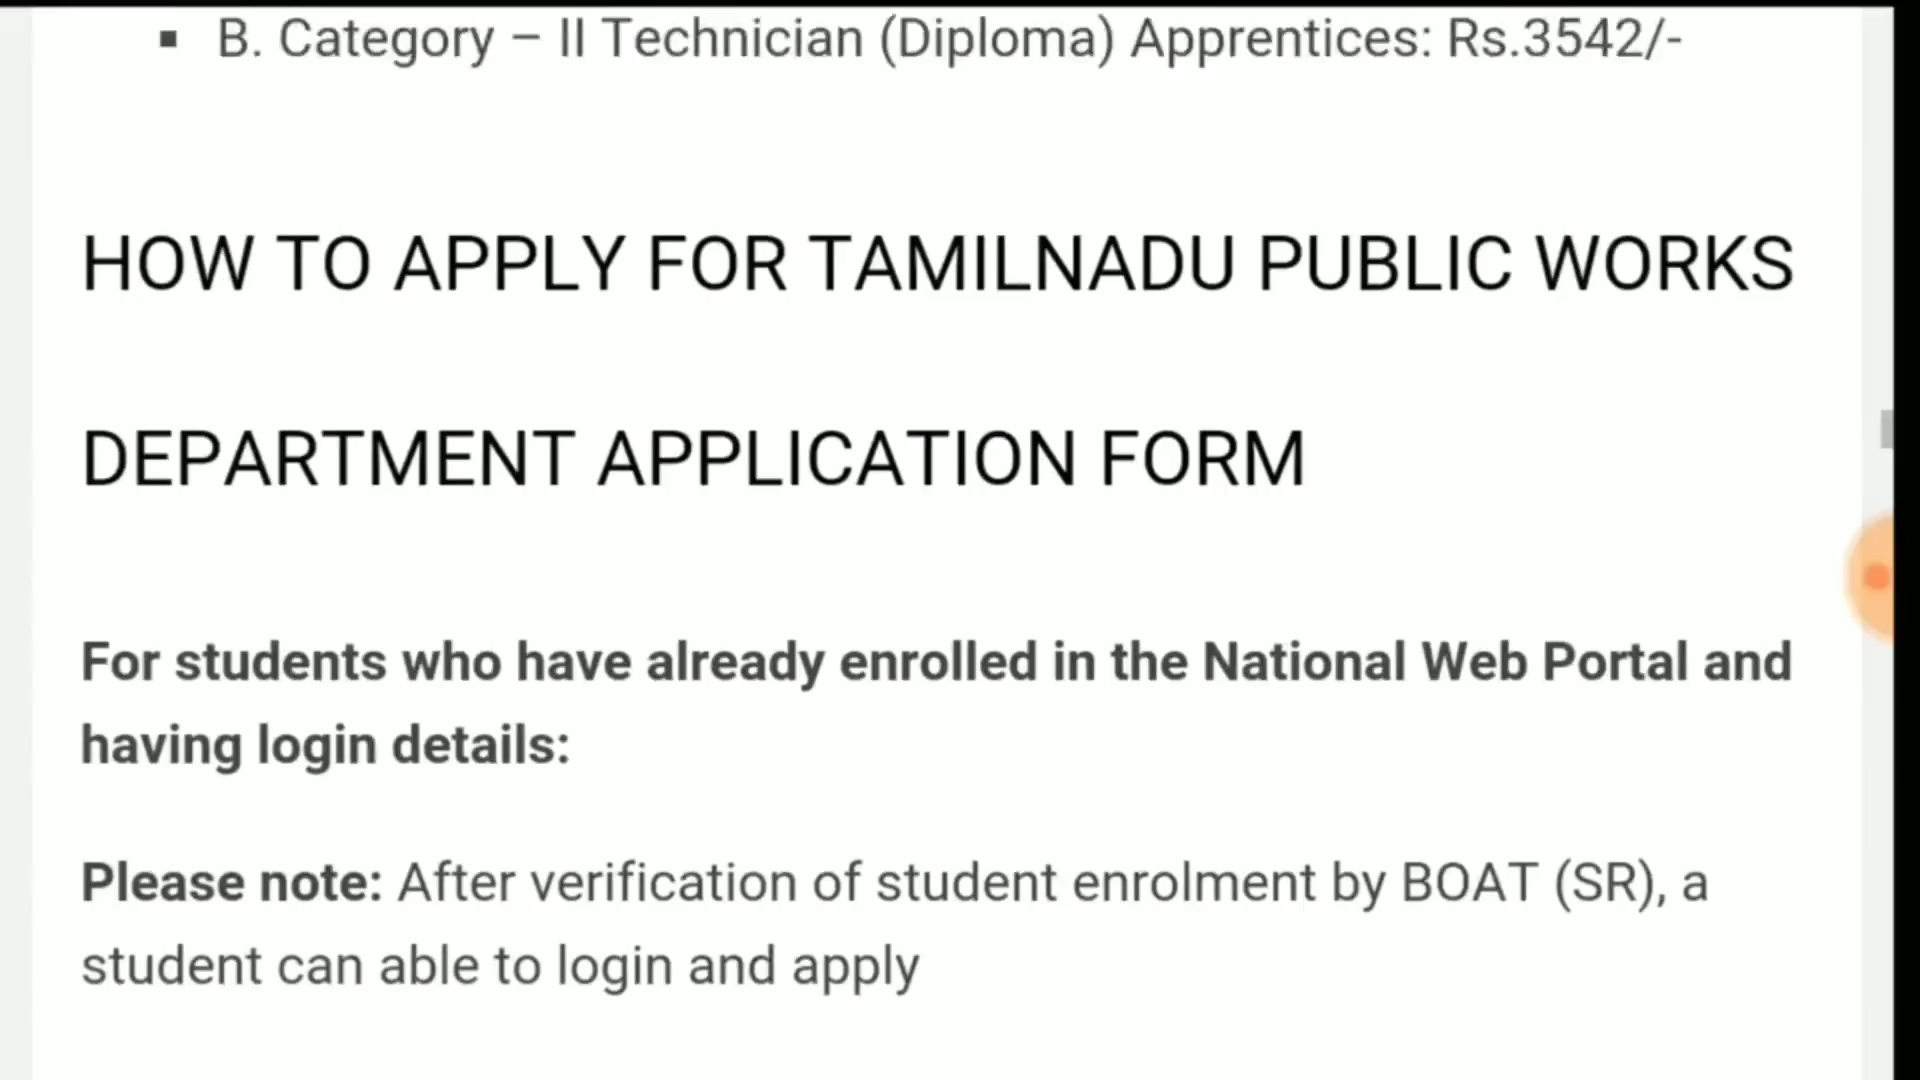 ▪ B. Category – II Technician (Diploma) Apprentices: Rs.3542/-
HOW TO APPLY FOR TAMILNADU PUBLIC WORKS
DEPARTMENT APPLICATION FORM
For students who have already enrolled in the National Web Portal and
having login details:
Please note: After verification of student enrolment by BOAT (SR), a
student can able to login and apply